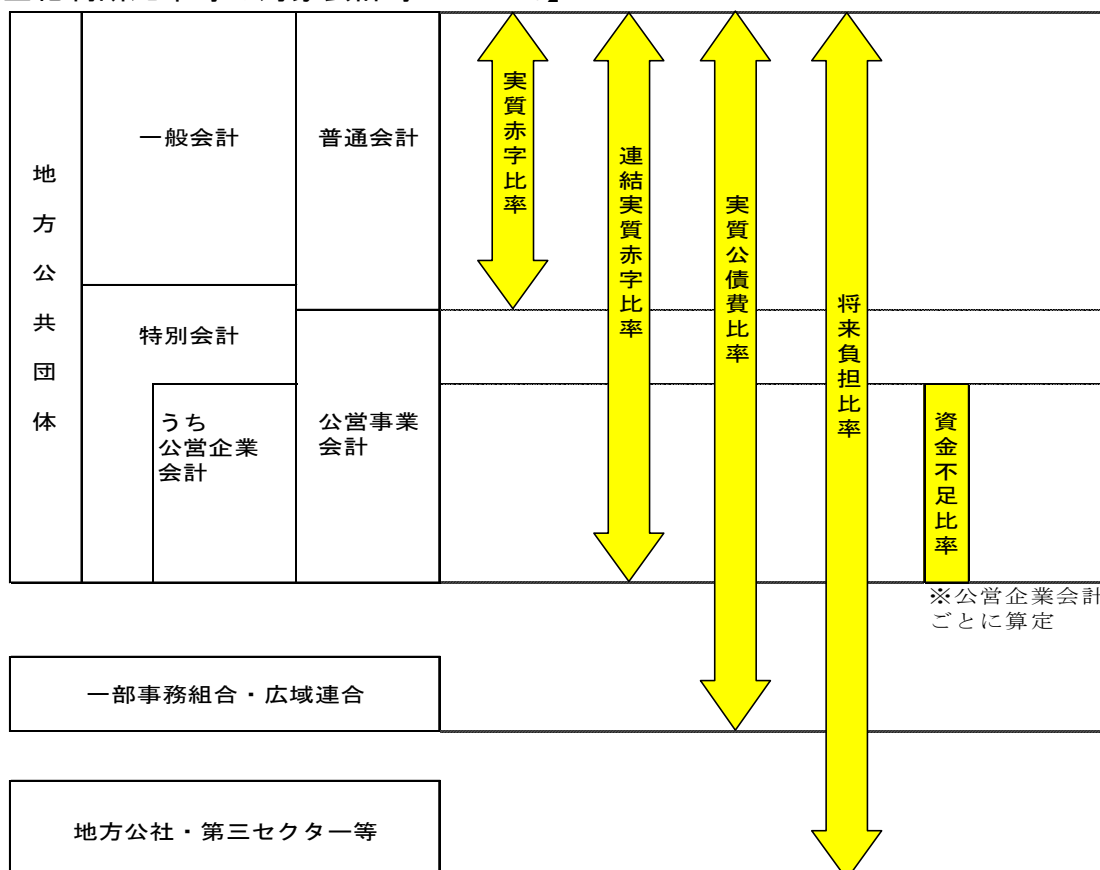 地方公共団体
一般会計
普通会計
特別会計
うち
公営企業
会計
公営事業
会計
実質赤字比率
連結実質赤字比率
実質公債費比率
将来負担比率
資金不足比率
※公営企業会計
ごとに算定
一部事務組合・広域連合
地方公社・第三セクター等